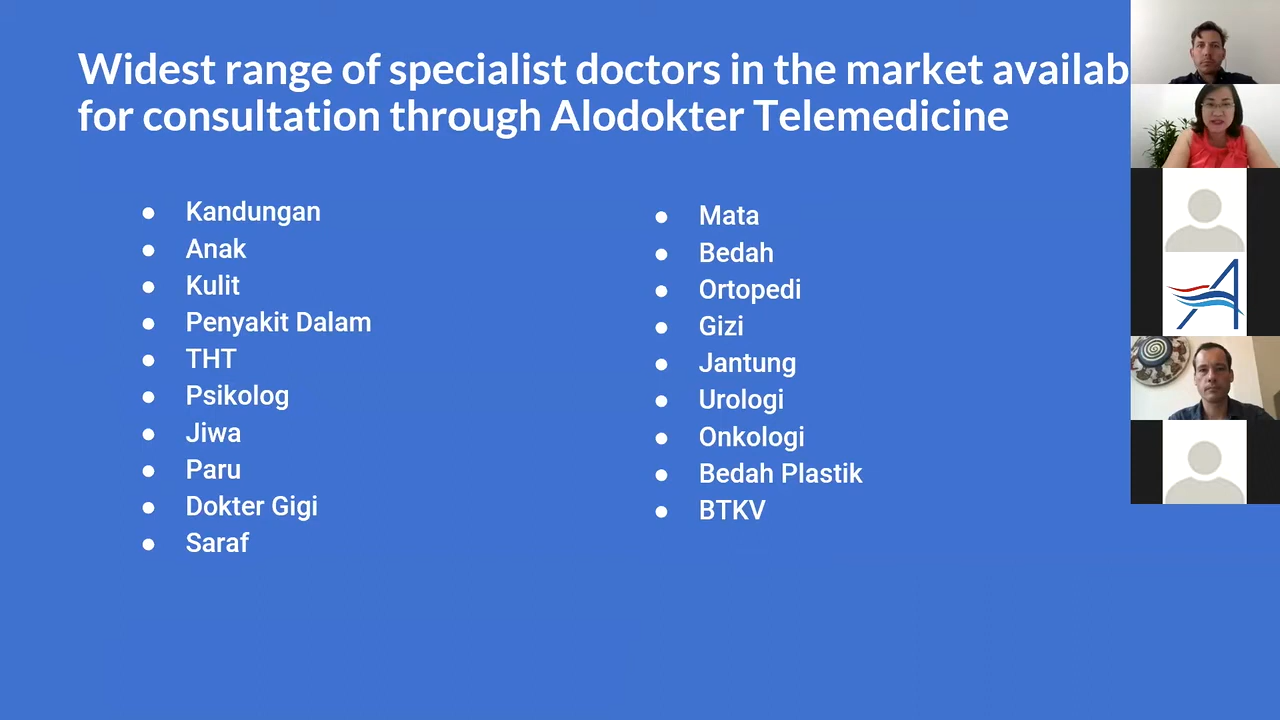 Widest range of specialist doctors in the market availab
for consultation through Alodokter Telemedicine
● Kandungan
● Anak
● Kulit
● Penyakit Dalam
● THT
● Psikolog
● Jiwa
● Paru
● Dokter Gigi
● Saraf
● Mata
● Bedah
● Ortopedi
● Gizi
● Jantung
● Urologi
● Onkologi
● Bedah Plastik
● BTKV